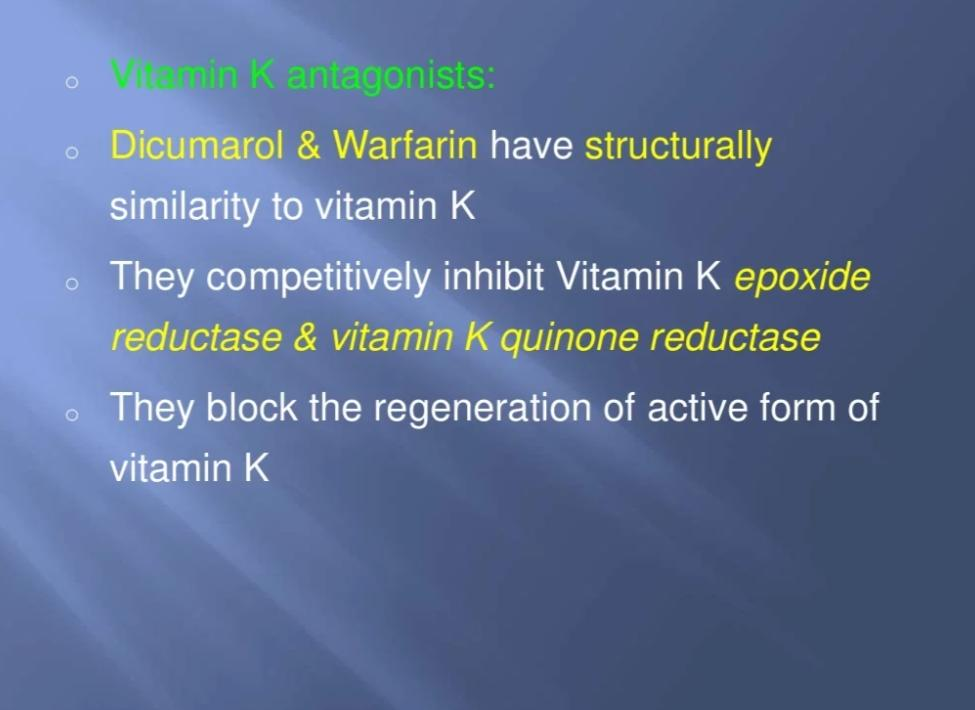 Vitamin K antagonists:
Dicumarol & Warfarin have structurally
similarity to vitamin K
They competitively inhibit Vitamin K epoxide
reductase & vitamin K quinone reductase
They block the regeneration of active form of
vitamin K